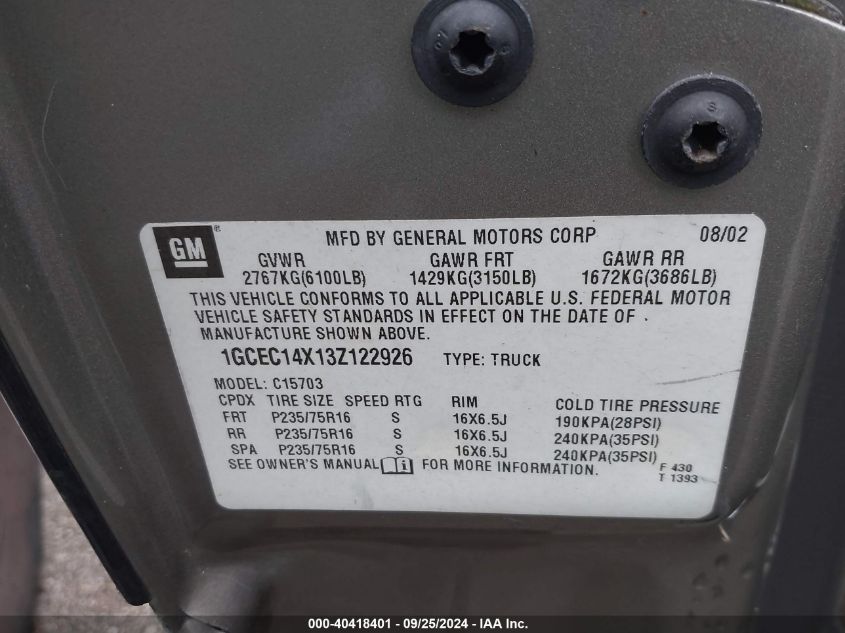 GM ®
MFD BY GENERAL MOTORS CORP 08/02
GVWR GAWR FRT GAWR RR
2767KG(6100LB) 1429KG(3150LB) 1672KG(3686LB)
THIS VEHICLE CONFORMS TO ALL APPLICABLE U.S. FEDERAL MOTOR
VEHICLE SAFETY STANDARDS IN EFFECT ON THE DATE OF
MANUFACTURE SHOWN ABOVE.
1GCEC14X13Z122926 TYPE: TRUCK
MODEL: C15703
CPDX TIRE SIZE SPEED RTG RIM COLD TIRE PRESSURE
FRT P235/75R16 S 16X6.5J 190KPA(28PSI)
RR P235/75R16 S 16X6.5J 240KPA(35PSI)
SPA P235/75R16 S 16X6.5J 240KPA(35PSI)
SEE OWNER'S MANUAL FOR MORE INFORMATION.
F 430
T 1393
000-40418401 - 09/25/2024 - IAA Inc.